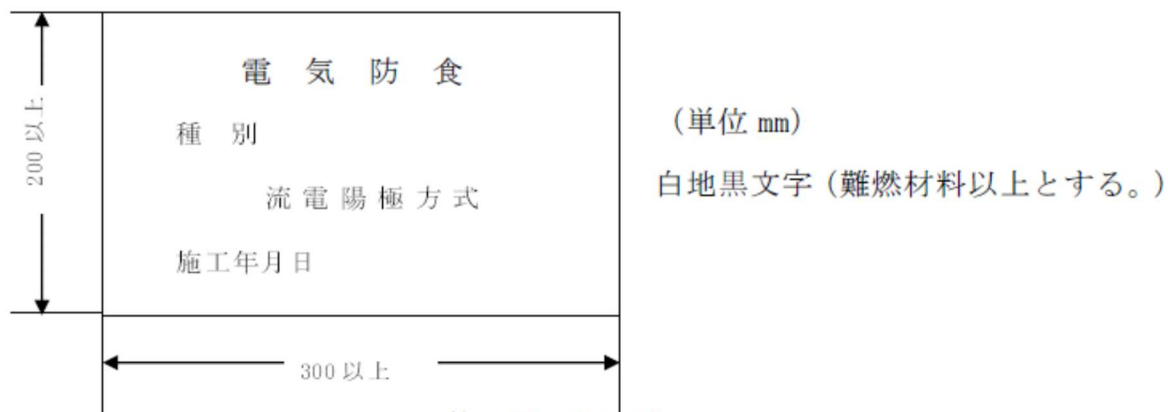 電気防食
種別
流電陽極方式
施工年月日
200以上
300以上
(単位 mm)
白地黒文字(難燃材料以上とする。)